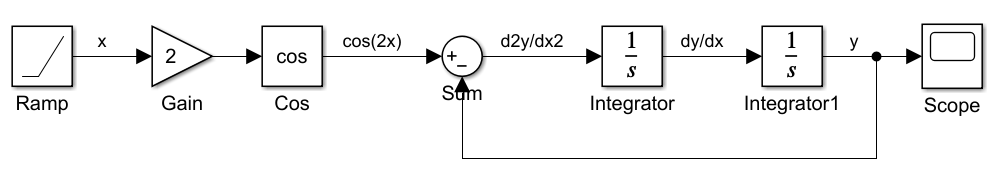 x
cos(2x)
d2y/dx2
dy/dx
y
2
cos
+
−
1
s
1
s
Ramp
Gain
Cos
Sum
Integrator
Integrator1
Scope